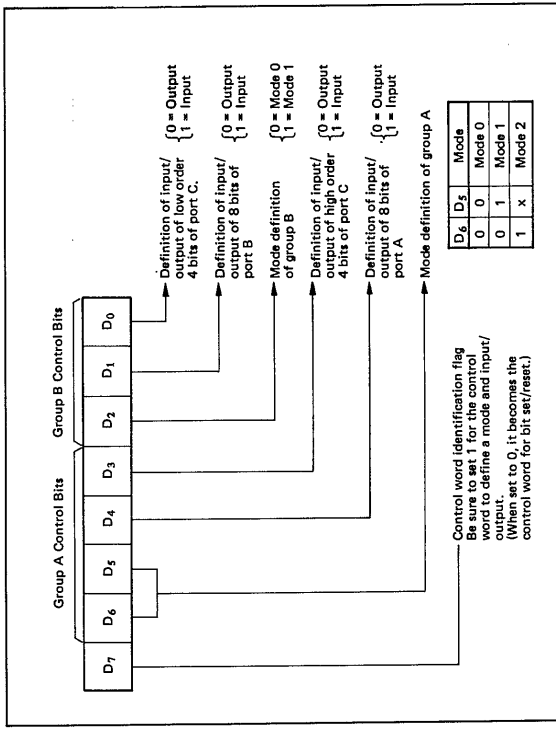 Group A Control Bits
Group B Control Bits
D7 D6 D5 D4 D3 D2 D1 D0
Definition of input/
output of low order
4 bits of port C.
{0 = Output
1 = Input
Definition of input/
output of 8 bits of
port B
{0 = Output
1 = Input
Mode definition
of group B
{0 = Mode 0
1 = Mode 1
Definition of input/
output of high order
4 bits of port C
{0 = Output
1 = Input
Definition of input/
output of 8 bits of
port A
{0 = Output
1 = Input
Mode definition of group A
D6 D5 Mode
0 0 Mode 0
0 1 Mode 1
1 x Mode 2
Control word identification flag
Be sure to set 1 for the control
word to define a mode and input/
output.
(When set to 0, it becomes the
control word for bit set/reset.)